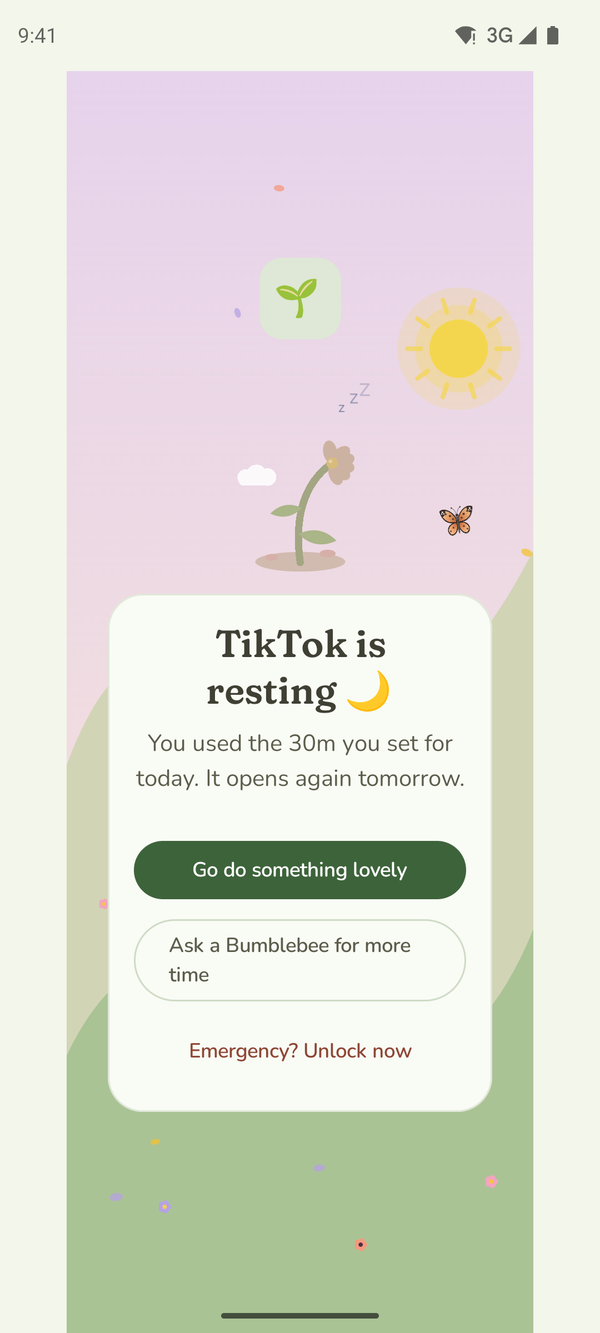 9:41
3G
z z Z
TikTok is
resting 🌙
You used the 30m you set for
today. It opens again tomorrow.
Go do something lovely
Ask a Bumblebee for more
time
Emergency? Unlock now